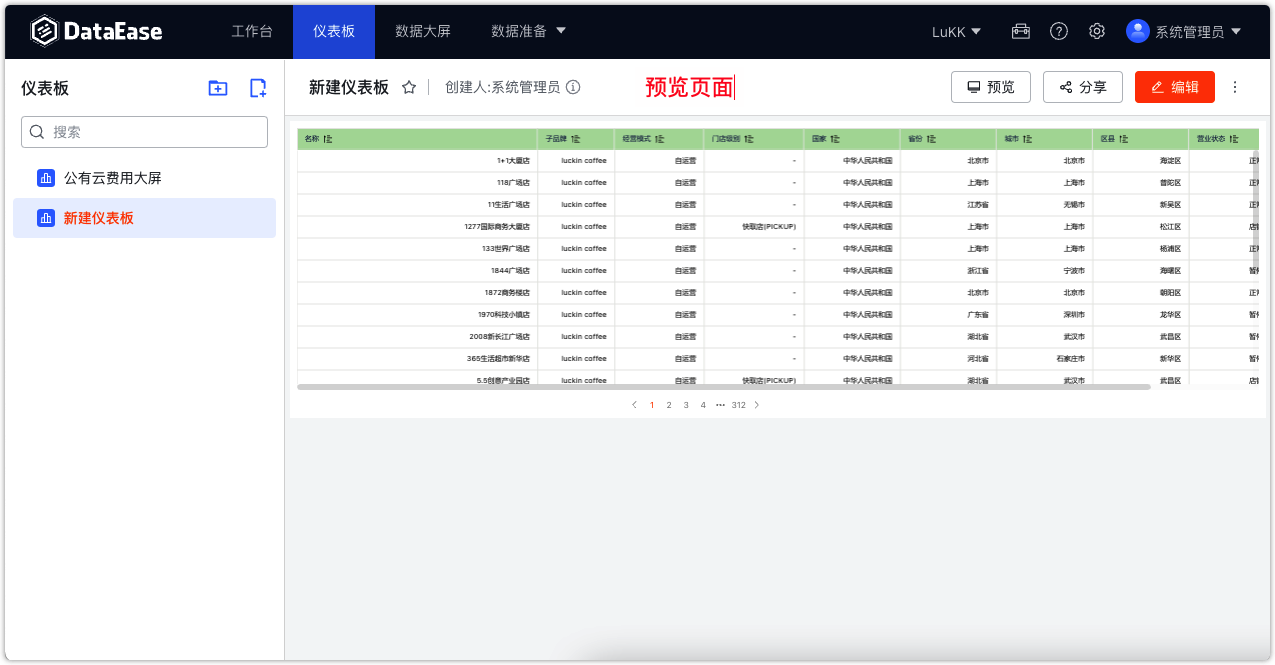 DataEase 工作台 仪表板 数据大屏 数据准备 LuKK 系统管理员
仪表板 新建仪表板 创建人:系统管理员 预览页面 预览 分享 编辑
搜索
公有云费用大屏
新建仪表板
名称 子品牌 经营模式 门店级别 国家 省份 城市 区县 营业状态
1+1大厦店 luckin coffee 自运营 - 中华人民共和国 北京市 北京市 海淀区 正
118广场店 luckin coffee 自运营 - 中华人民共和国 上海市 上海市 普陀区 正
11生活广场店 luckin coffee 自运营 - 中华人民共和国 江苏省 无锡市 新吴区 正
1277国际商务大厦店 luckin coffee 自运营 快取店(PICKUP) 中华人民共和国 上海市 上海市 松江区 店
133世界广场店 luckin coffee 自运营 - 中华人民共和国 上海市 上海市 杨浦区 正
1844广场店 luckin coffee 自运营 - 中华人民共和国 浙江省 宁波市 海曙区 暂
1872商务楼店 luckin coffee 自运营 - 中华人民共和国 北京市 北京市 朝阳区 正
1970科技小镇店 luckin coffee 自运营 - 中华人民共和国 广东省 深圳市 龙华区 暂
2008新长江广场店 luckin coffee 自运营 - 中华人民共和国 湖北省 武汉市 武昌区 暂
365生活超市新华店 luckin coffee 自运营 - 中华人民共和国 河北省 石家庄市 新华区 暂
5.5创意产业园店 luckin coffee 自运营 快取店(PICKUP) 中华人民共和国 湖北省 武汉市 武昌区 店
1 2 3 4 ••• 312